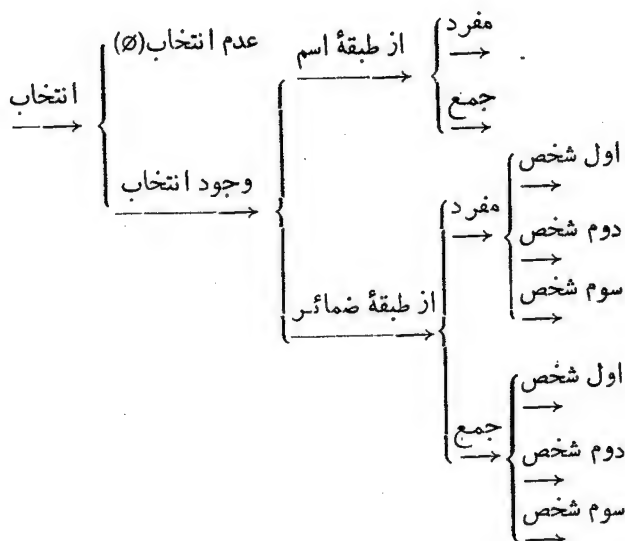 انتخاب
عدم انتخاب (∅)
وجود انتخاب
از طبقهٔ اسم
مفرد
جمع
از طبقهٔ ضمائر
مفرد
اول شخص
دوم شخص
سوم شخص
جمع
اول شخص
دوم شخص
سوم شخص